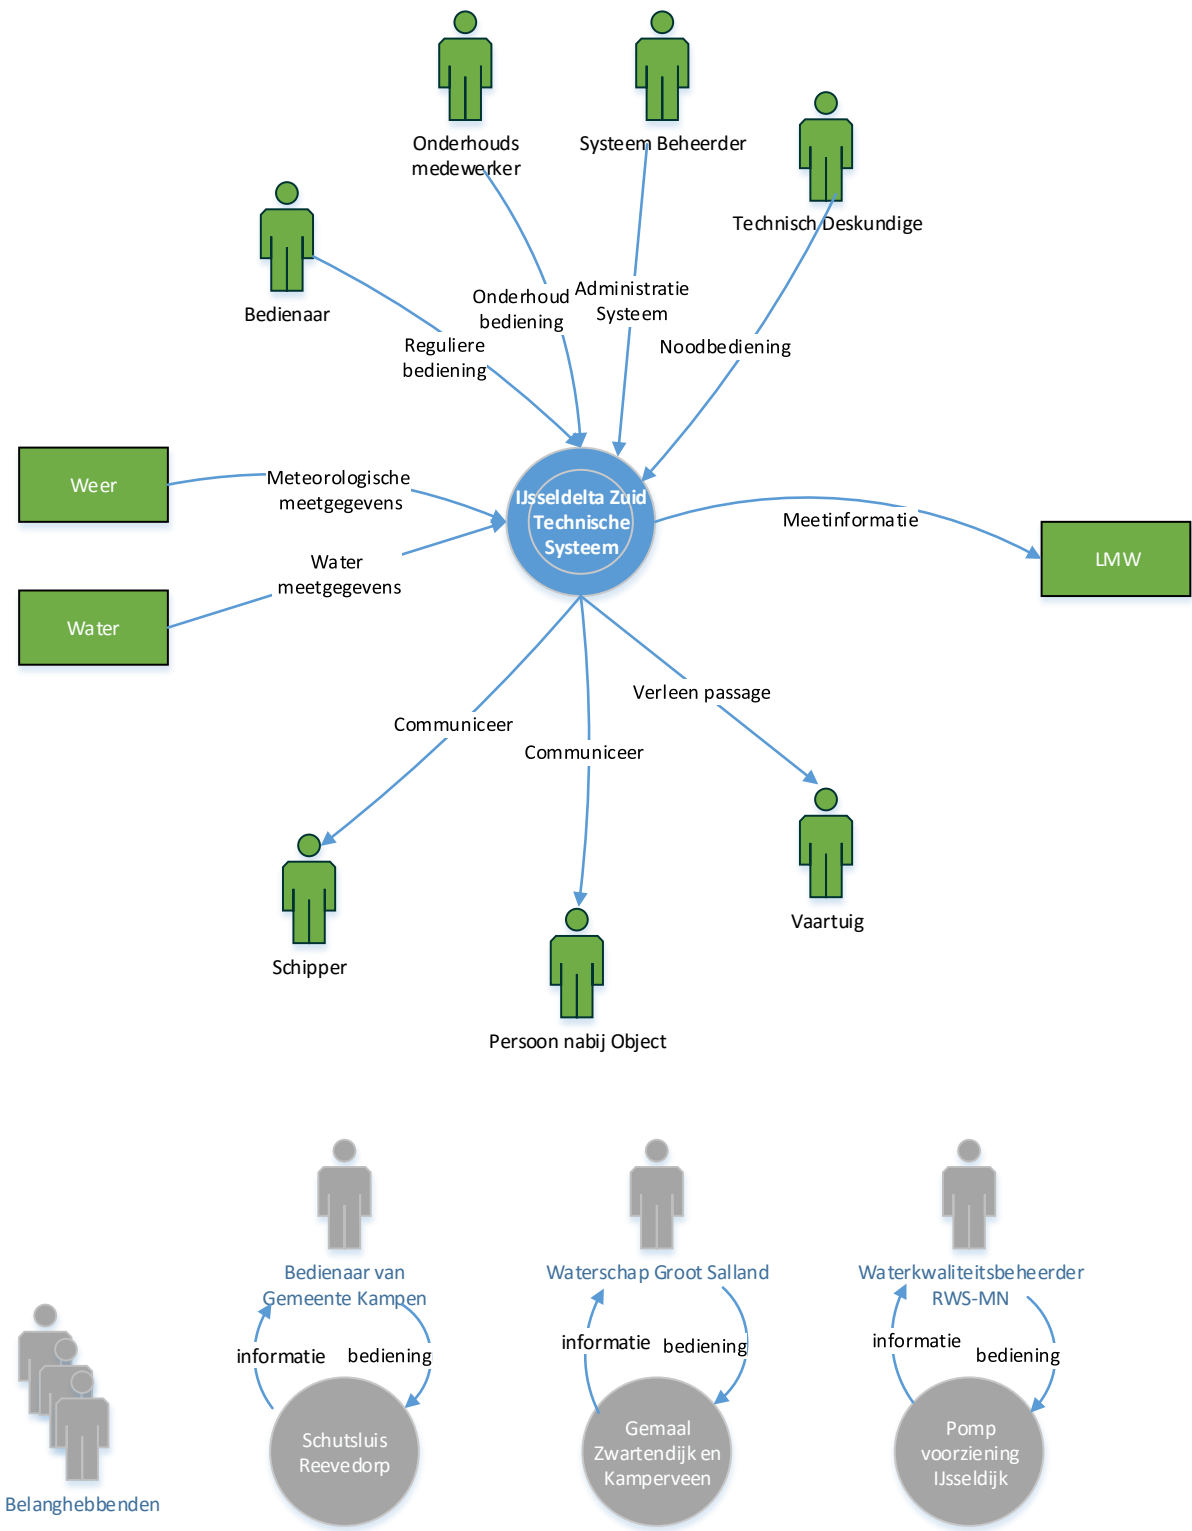 Onderhouds
medewerker
Systeem Beheerder
Technisch Deskundige
Bedienaar
Onderhoud
bediening
Administratie
Systeem
Reguliere
bediening
Noodbediening
Weer
Meteorologische
meetgegevens
IJsseldelta Zuid
Technische
Systeem
Meetinformatie
LMW
Water
meetgegevens
Water
Verleen passage
Communiceer
Communiceer
Vaartuig
Schipper
Persoon nabij Object
Bedienaar van
Gemeente Kampen
Waterschap Groot Salland
Waterkwaliteitsbeheerder
RWS-MN
informatie
bediening
informatie
bediening
informatie
bediening
Schutsluis
Reevedorp
Gemaal
Zwartendijk en
Kamperveen
Pomp
voorziening
IJsseldijk
Belanghebbenden